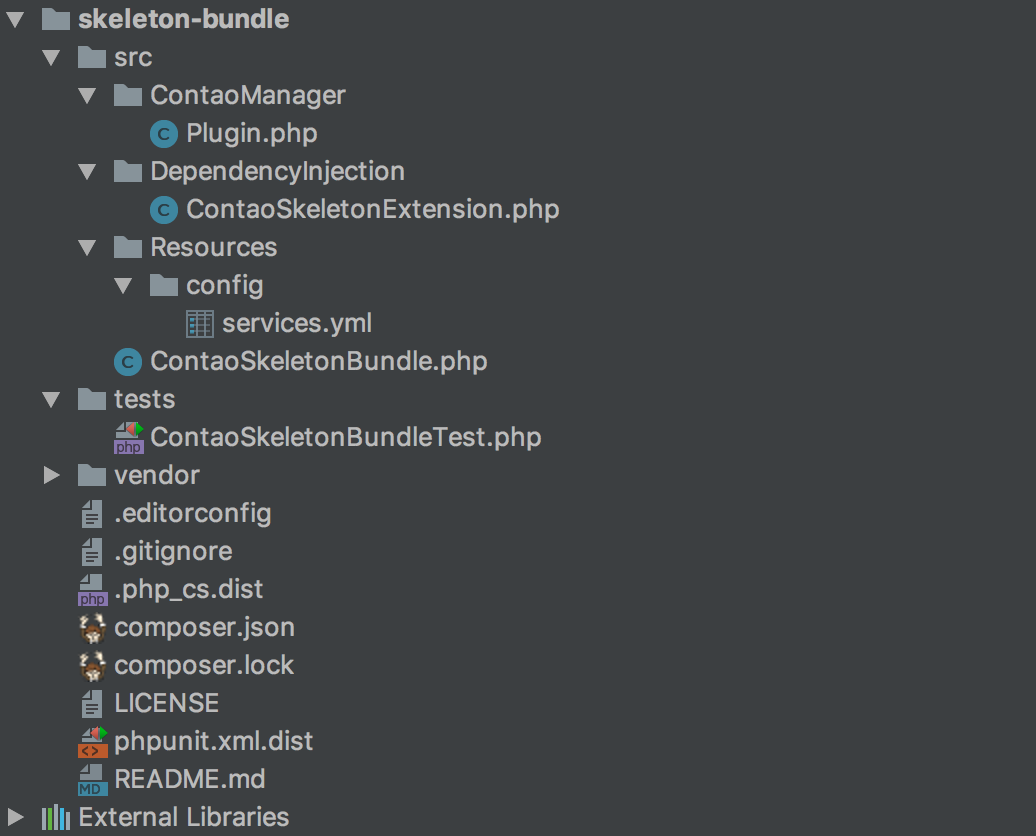 skeleton-bundle
src
ContaoManager
C Plugin.php
DependencyInjection
C ContaoSkeletonExtension.php
Resources
config
services.yml
C ContaoSkeletonBundle.php
tests
php ContaoSkeletonBundleTest.php
vendor
.editorconfig
.gitignore
php .php_cs.dist
composer.json
composer.lock
LICENSE
<> phpunit.xml.dist
MD README.md
External Libraries